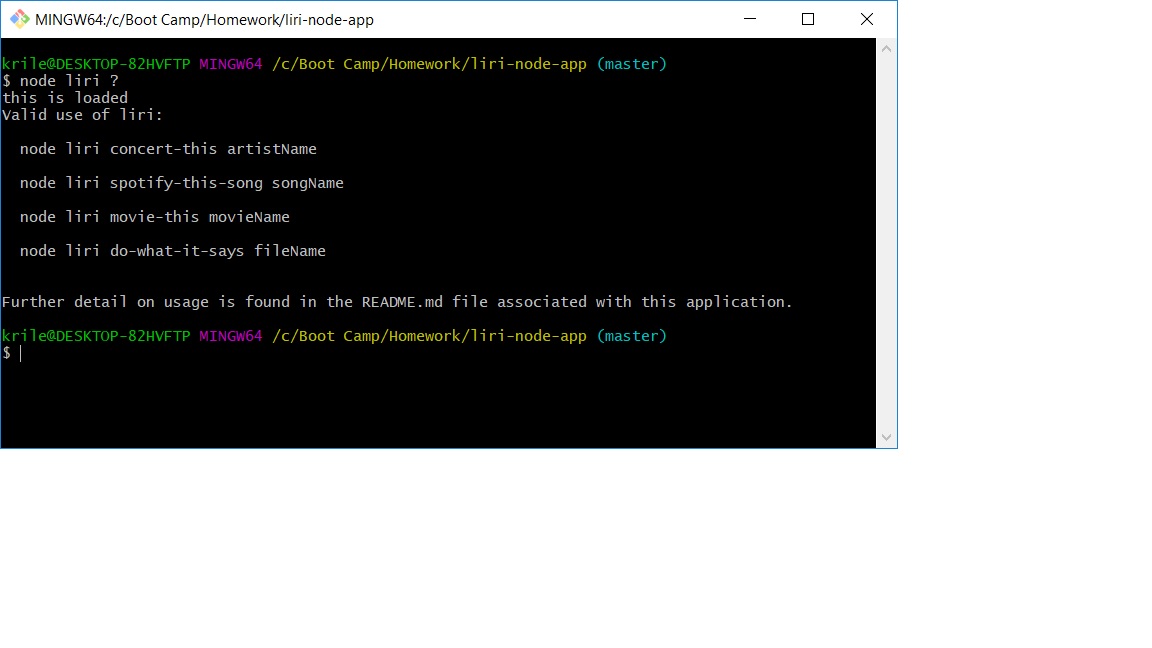 MINGW64:/c/Boot Camp/Homework/liri-node-app
krile@DESKTOP-82HVFTP MINGW64 /c/Boot Camp/Homework/liri-node-app (master)
$ node liri ?
this is loaded
Valid use of liri:
node liri concert-this artistName
node liri spotify-this-song songName
node liri movie-this movieName
node liri do-what-it-says fileName
Further detail on usage is found in the README.md file associated with this application.
krile@DESKTOP-82HVFTP MINGW64 /c/Boot Camp/Homework/liri-node-app (master)
$